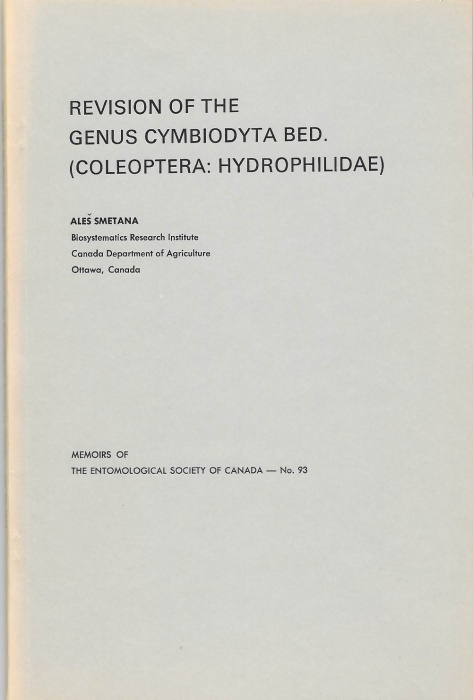 REVISION OF THE
GENUS CYMBIODYTA BED.
(COLEOPTERA: HYDROPHILIDAE)
ALEŠ SMETANA
Biosystematics Research Institute
Canada Department of Agriculture
Ottawa, Canada
MEMOIRS OF
THE ENTOMOLOGICAL SOCIETY OF CANADA — No. 93